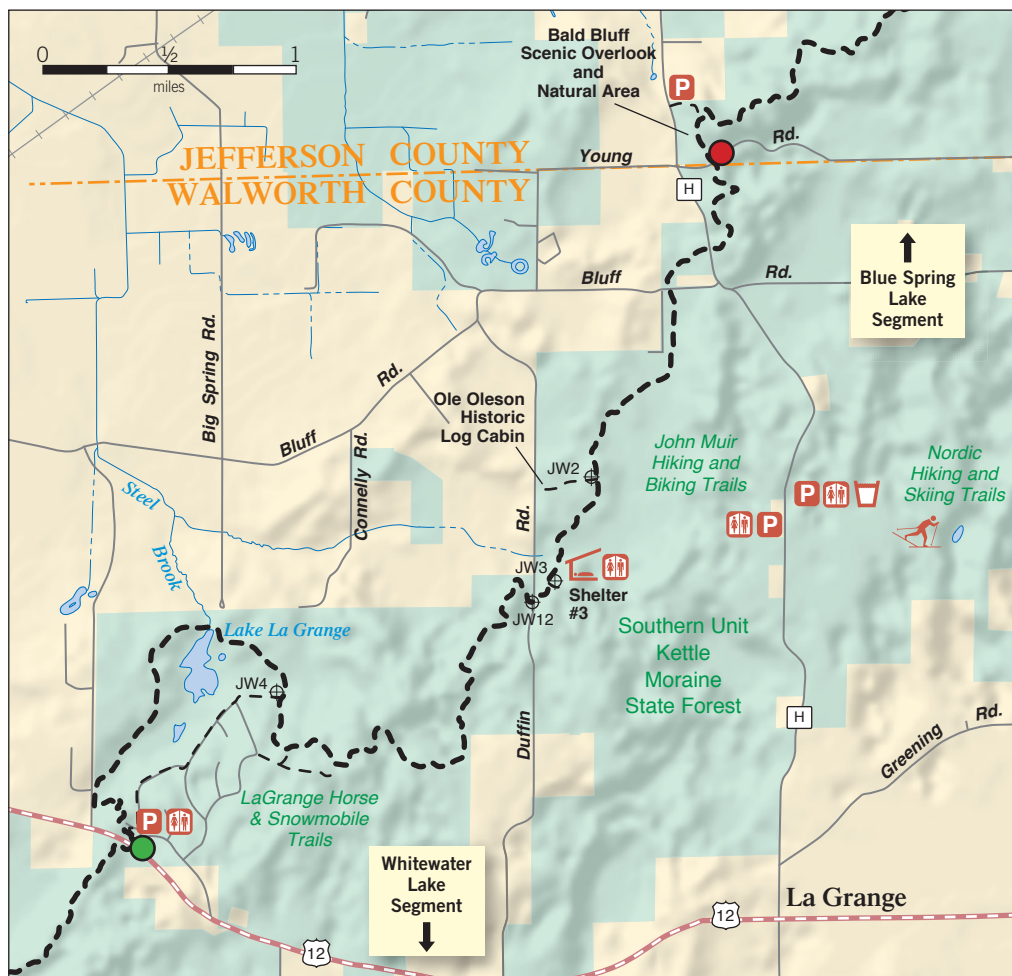 Bald Bluff
Scenic Overlook
and
Natural Area
0 ½ 1
miles
P
JEFFERSON COUNTY
WALWORTH COUNTY
Young Rd.
H
Blue Spring
Lake
Segment
Bluff Rd.
Big Spring Rd.
Bluff Rd.
Connelly Rd.
Ole Oleson
Historic
Log Cabin
JW2
John Muir
Hiking and
Biking Trails
Nordic
Hiking and
Skiing Trails
P
P
Steel
Brook
Duffin Rd.
JW3
JW12
Shelter
#3
Lake La Grange
JW4
Southern Unit
Kettle
Moraine
State Forest
H
Greening Rd.
LaGrange Horse
& Snowmobile
Trails
P
Whitewater
Lake
Segment
La Grange
12
12